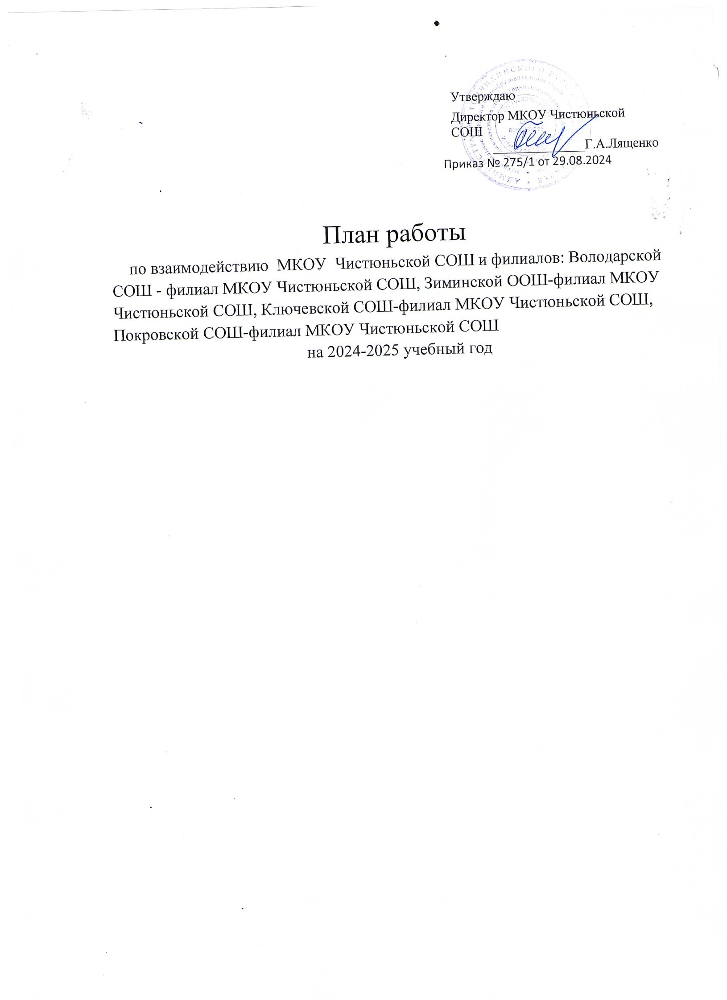 Утверждаю
Директор МКОУ Чистюньской
СОШ
Г.А.Лященко
Приказ № 275/1 от 29.08.2024
План работы
по взаимодействию МКОУ Чистюньской СОШ и филиалов: Володарской
СОШ - филиал МКОУ Чистюньской СОШ, Зиминской ООШ-филиал МКОУ
Чистюньской СОШ, Ключевской СОШ-филиал МКОУ Чистюньской СОШ,
Покровской СОШ-филиал МКОУ Чистюньской СОШ
на 2024-2025 учебный год